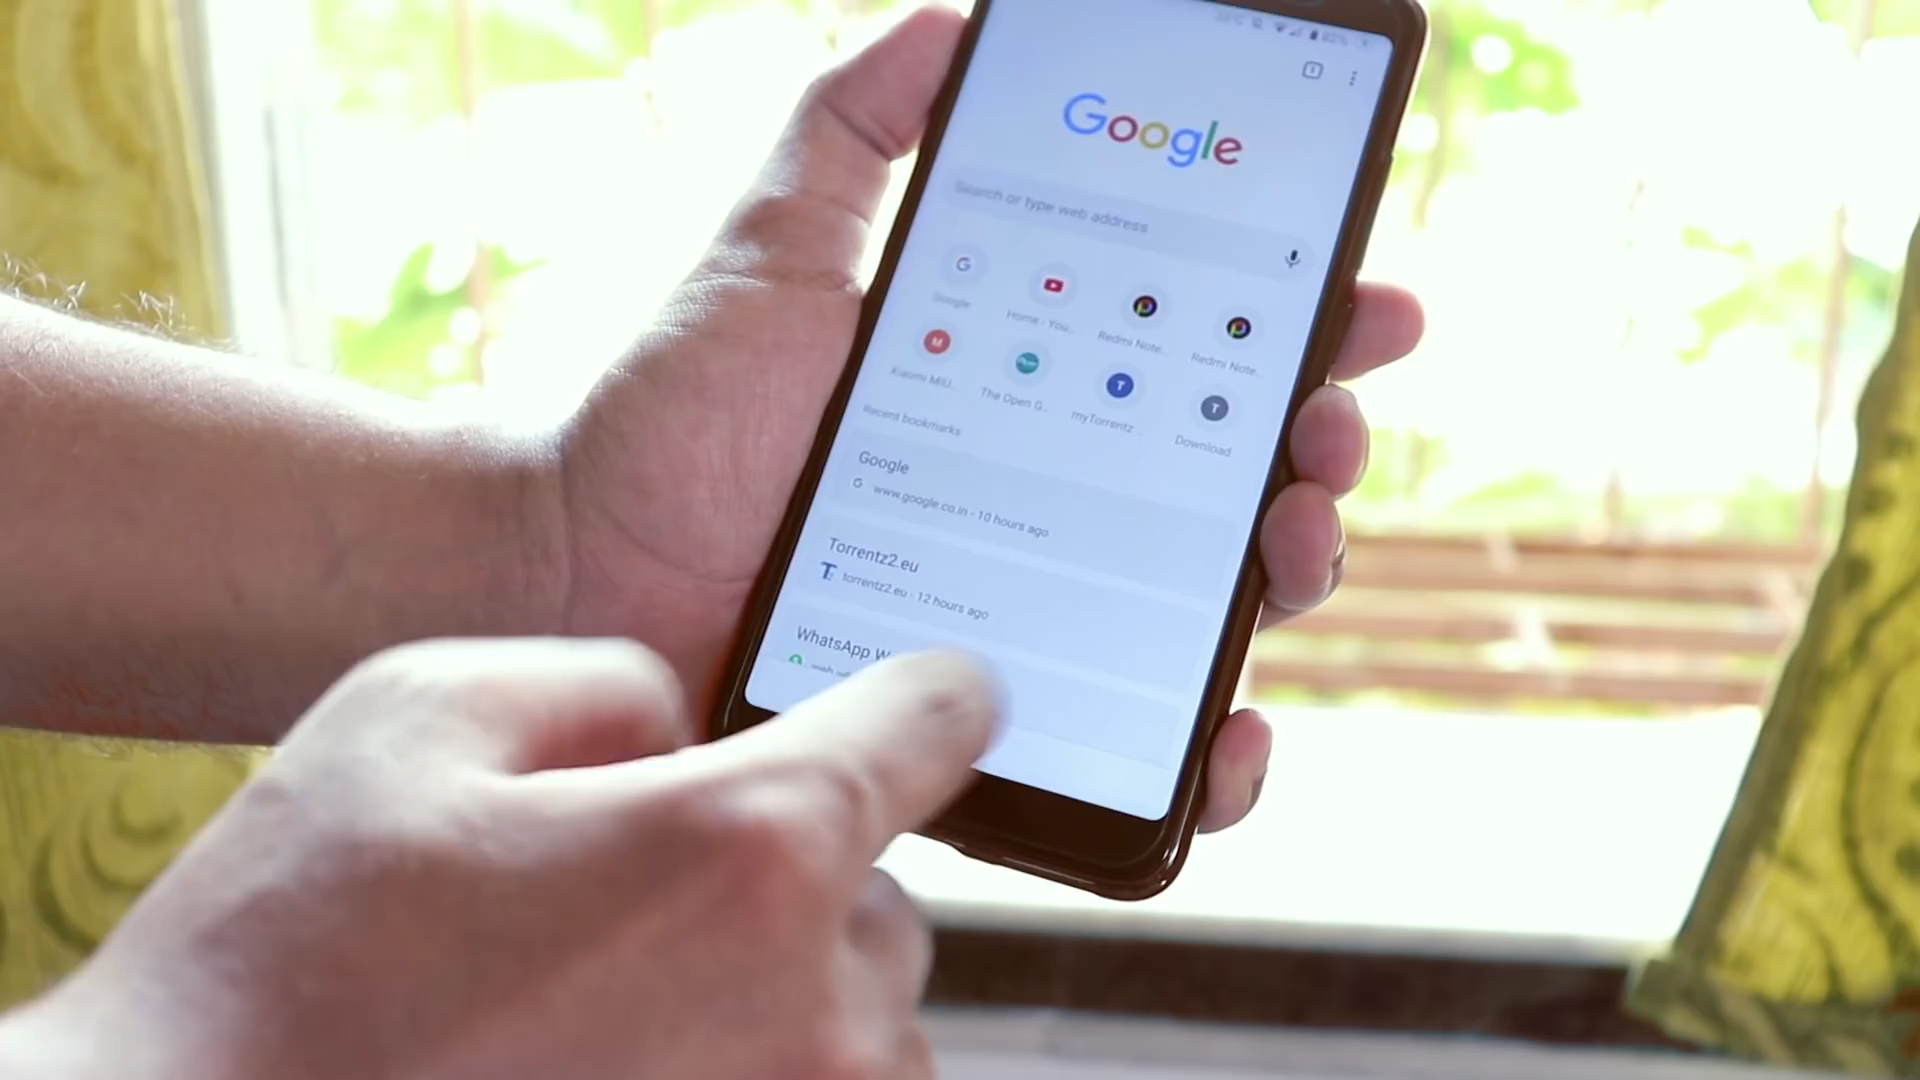 Google
Search or type web address
Google
Home - You...
Redmi Note...
Redmi Note...
M
T
T
Xiaomi MIU...
The Open G...
myTorrentz...
Download
Recent bookmarks
Google
G www.google.co.in - 10 hours ago
Torrentz2.eu
torrentz2.eu - 12 hours ago
WhatsApp W